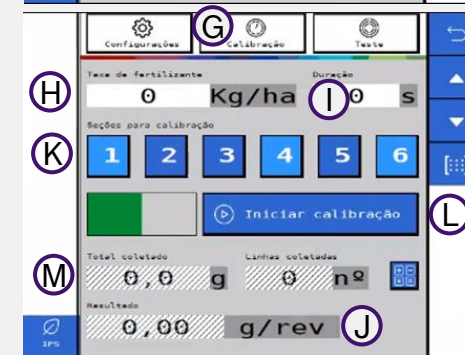 G
Configurações Calibração Teste
Taxa de fertilizante Duração
H 0 Kg/ha I 0 s
Seções para calibração
K 1 2 3 4 5 6
Iniciar calibração L
Total coletado Linhas coletadas
M 0,0 g 0 nº
Resultado
0,00 g/rev J
IPS